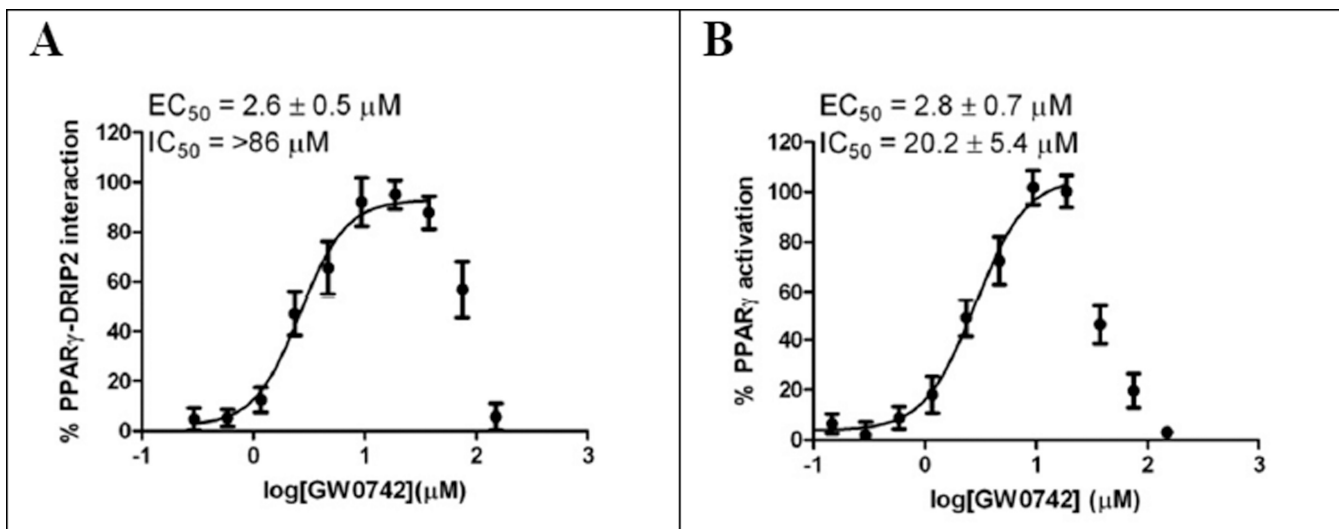 A
EC₅₀ = 2.6 ± 0.5 μM
IC₅₀ = >86 μM
% PPARγ-DRIP2 interaction
120
100
80
60
40
20
0
-1 0 1 2 3
log[GW0742](μM)
B
EC₅₀ = 2.8 ± 0.7 μM
IC₅₀ = 20.2 ± 5.4 μM
% PPARγ activation
120
100
80
60
40
20
0
-1 0 1 2 3
log[GW0742] (μM)